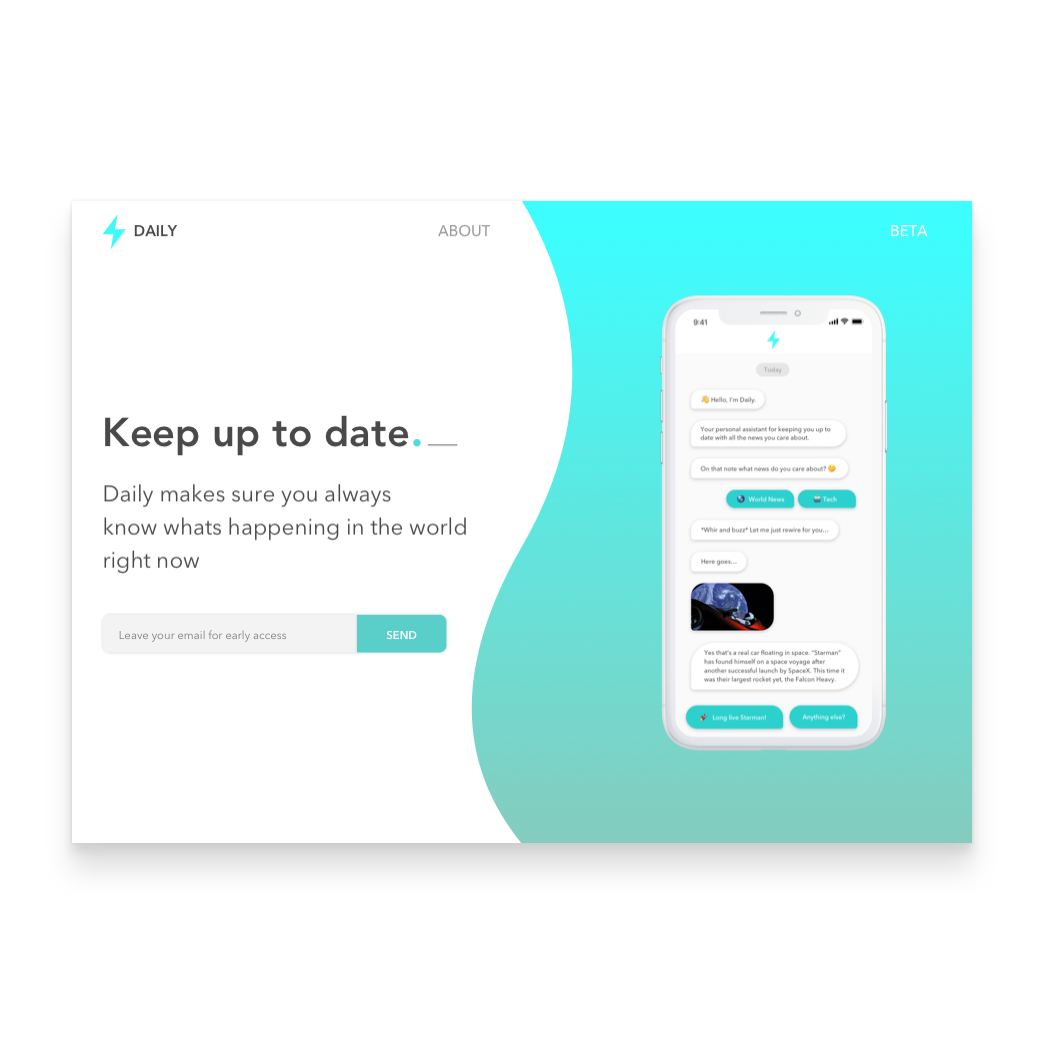 DAILY
ABOUT
BETA
Keep up to date.
Daily makes sure you always
know whats happening in the world
right now
Leave your email for early access
SEND
9:41
Today
👋 Hello, I'm Daily.
Your personal assistant for keeping you up to
date with all the news you care about.
On that note what news do you care about? 😊
World News
Tech
*Whir and buzz* Let me just rewire for you...
Here goes...
Yes that's a real car floating in space. "Starman"
has found himself on a space voyage after
another successful launch by SpaceX. This time it
was their largest rocket yet, the Falcon Heavy.
🚀 Long live Starman!
Anything else?